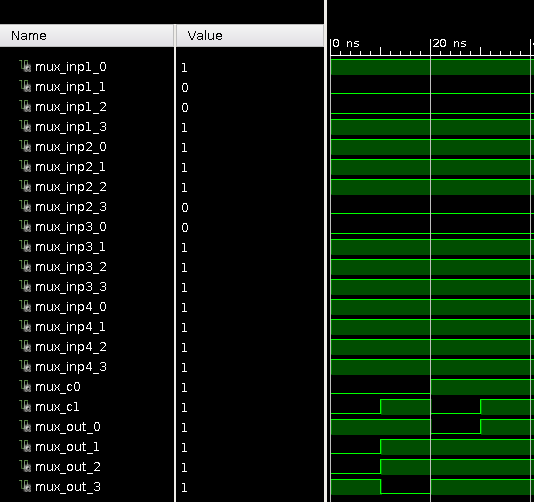 Name Value 0 ns 20 ns
mux_inp1_0 1
mux_inp1_1 0
mux_inp1_2 0
mux_inp1_3 1
mux_inp2_0 1
mux_inp2_1 1
mux_inp2_2 1
mux_inp2_3 0
mux_inp3_0 0
mux_inp3_1 1
mux_inp3_2 1
mux_inp3_3 1
mux_inp4_0 1
mux_inp4_1 1
mux_inp4_2 1
mux_inp4_3 1
mux_c0 1
mux_c1 1
mux_out_0 1
mux_out_1 1
mux_out_2 1
mux_out_3 1